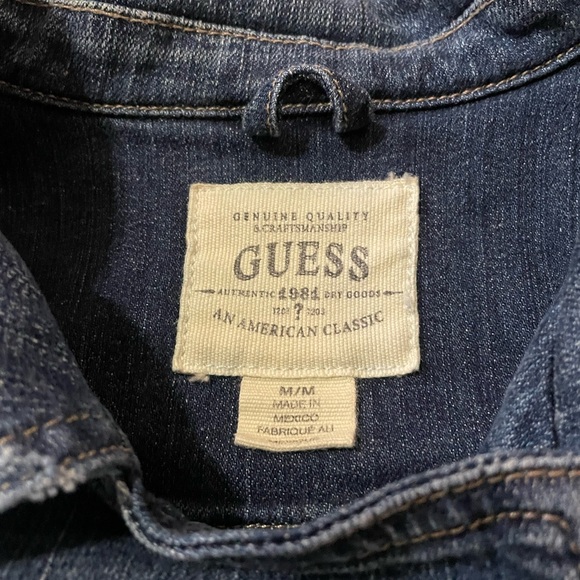 GENUINE QUALITY
& CRAFTSMANSHIP
GUESS
AUTHENTIC 1981 DRY GOODS
?
AN AMERICAN CLASSIC
M/M
MADE IN
MEXICO
FABRIQUÉ AU